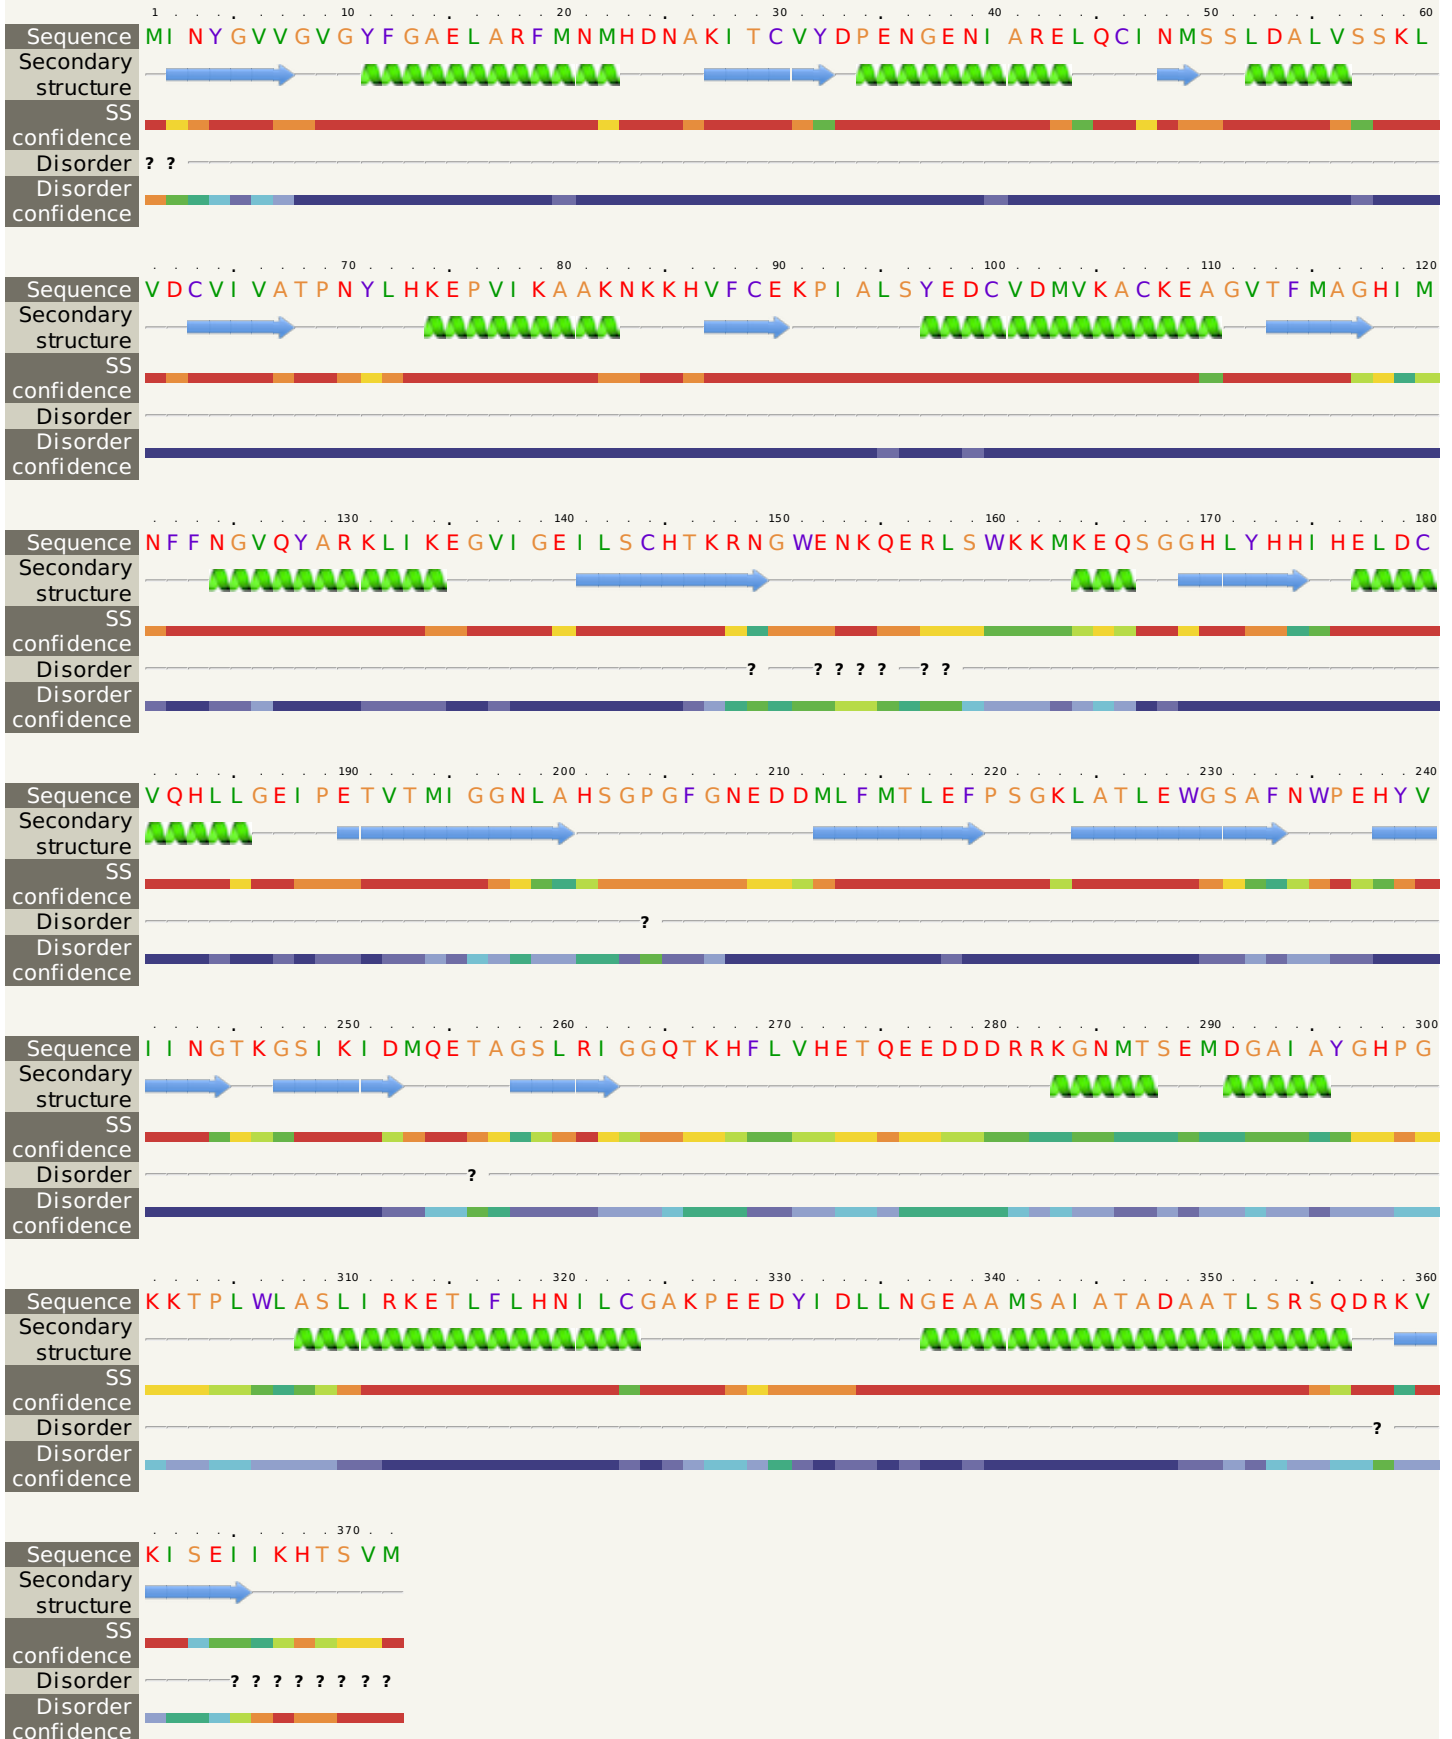 1 10 20 30 40 50 60
Sequence MINYGVVGVGYFGAELARFMNMHDNAKITCVYDPENGENIARELQCINMSSLDALVSSKL
Secondary
structure
SS
confidence
Disorder ? ?
Disorder
confidence
70 80 90 100 110 120
Sequence VDCVIVATPNYLHKEPVIKAAKNKKHVFCEKPIALSYEDCVDMVKACKEAGVTFMAGHIM
Secondary
structure
SS
confidence
Disorder
Disorder
confidence
130 140 150 160 170 180
Sequence NFFNGVQYARKLIKEGVIGEILSCHTKRNGWENKQERLSWKKMKEQSGGHLYHHIHELDC
Secondary
structure
SS
confidence
Disorder ? ? ? ? ? ? ?
Disorder
confidence
190 200 210 220 230 240
Sequence VQHLLGEIPETVTMIGGNLAHSGPGFGNEDDMLFMTLEFPSGKLATLEWGSAFNWPEHYV
Secondary
structure
SS
confidence
Disorder ?
Disorder
confidence
250 260 270 280 290 300
Sequence IINGTKGSIKIDMQETAGSLRIGGQTKHFLVHETQEEDDDRRKGNMTSEMDGAIAYGHPG
Secondary
structure
SS
confidence
Disorder ?
Disorder
confidence
310 320 330 340 350 360
Sequence KKTPLWLASLIRKETLFLHNILCGAKPEEDYIDLLNGEAAMSAIATADAATLSRSQDRKV
Secondary
structure
SS
confidence
Disorder ?
Disorder
confidence
370
Sequence KISEIIKHTSVM
Secondary
structure
SS
confidence
Disorder ? ? ? ? ? ? ? ?
Disorder
confidence